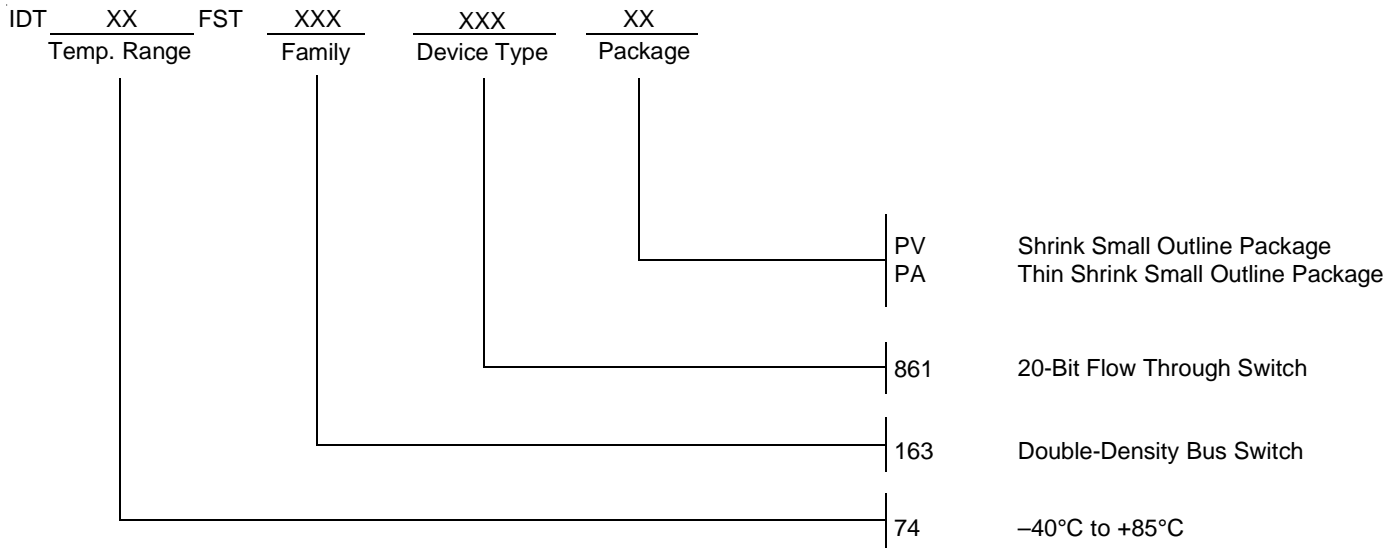 IDT XX FST XXX XXX XX
Temp. Range Family Device Type Package
PV Shrink Small Outline Package
PA Thin Shrink Small Outline Package
861 20-Bit Flow Through Switch
163 Double-Density Bus Switch
74 –40°C to +85°C